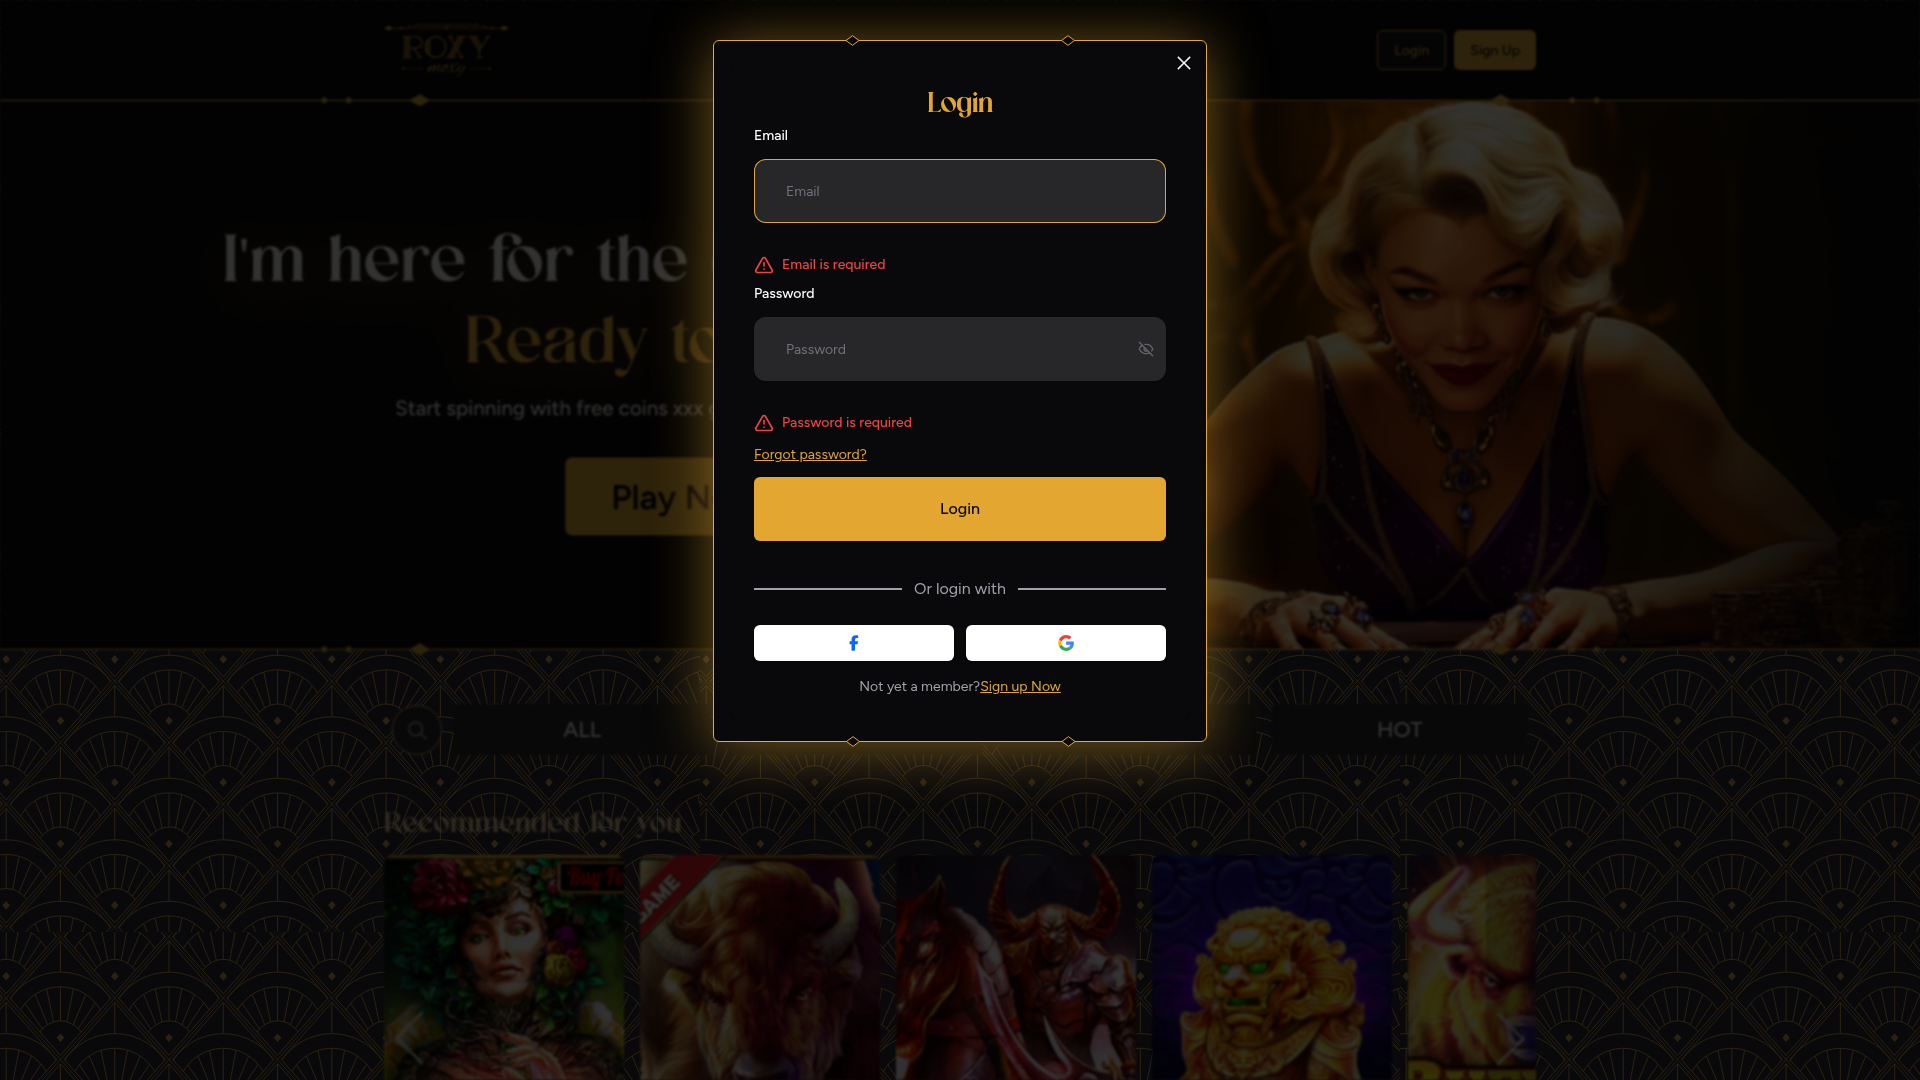 ROXY
moxy
Login
Sign Up
I'm here for the
Ready to
Start spinning with free coins xxx
Play N
Login
Email
Email
Email is required
Password
Password
Password is required
Forgot password?
Login
Or login with
Not yet a member?Sign up Now
ALL
HOT
Recommended for you
Buy Fe
GAME